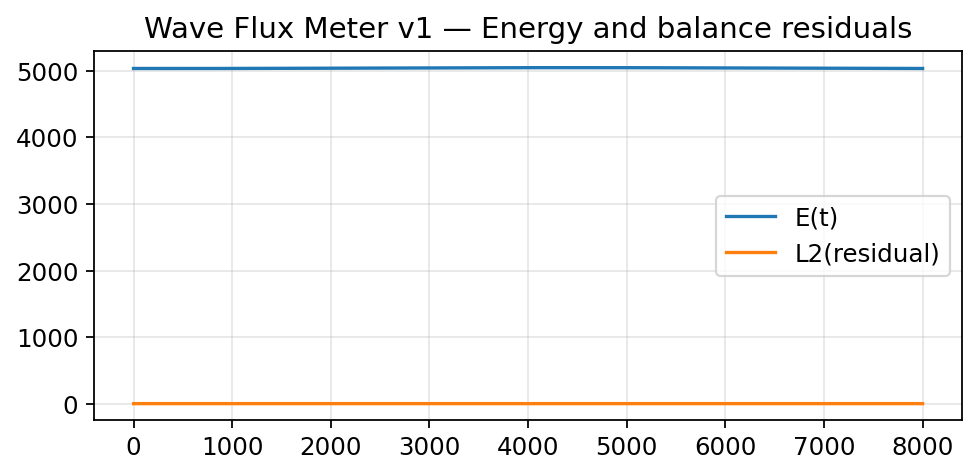 Wave Flux Meter v1 — Energy and balance residuals
5000
4000
3000
2000
1000
0
E(t)
L2(residual)
0 1000 2000 3000 4000 5000 6000 7000 8000